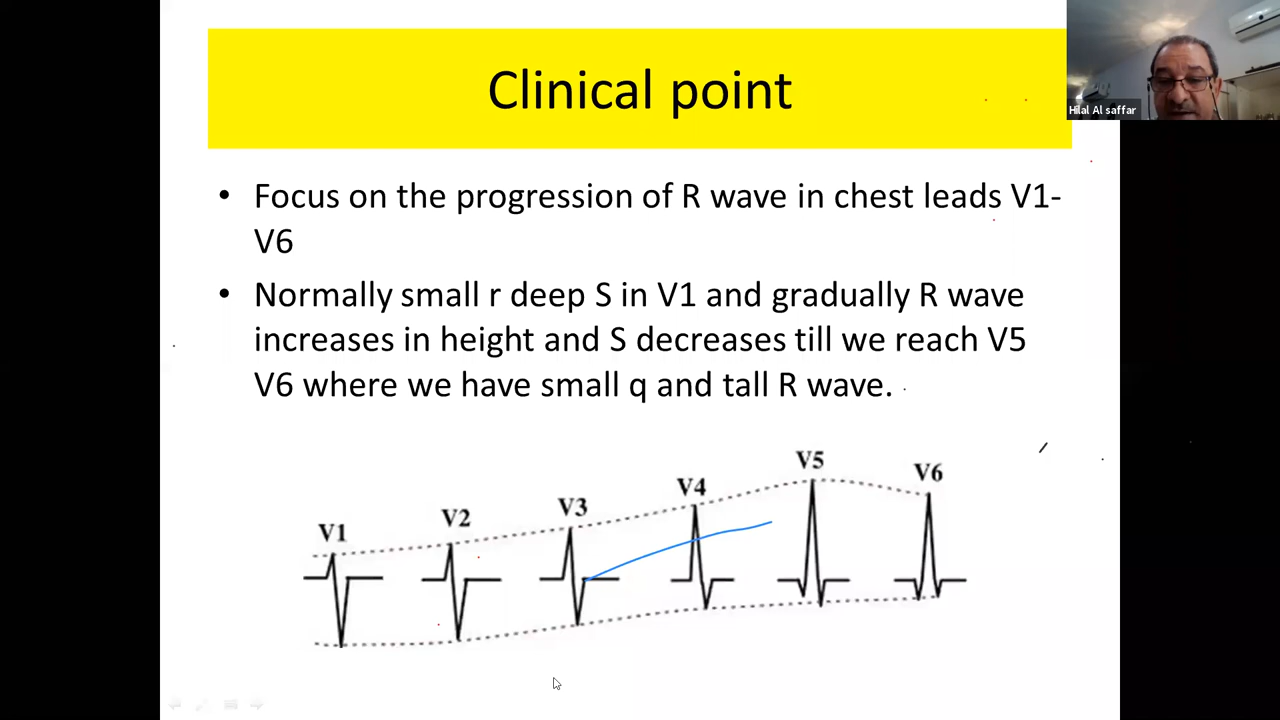 Clinical point
Hilal Al saffar
• Focus on the progression of R wave in chest leads V1-
V6
• Normally small r deep S in V1 and gradually R wave
increases in height and S decreases till we reach V5
V6 where we have small q and tall R wave.
V1
V2
V3
V4
V5
V6